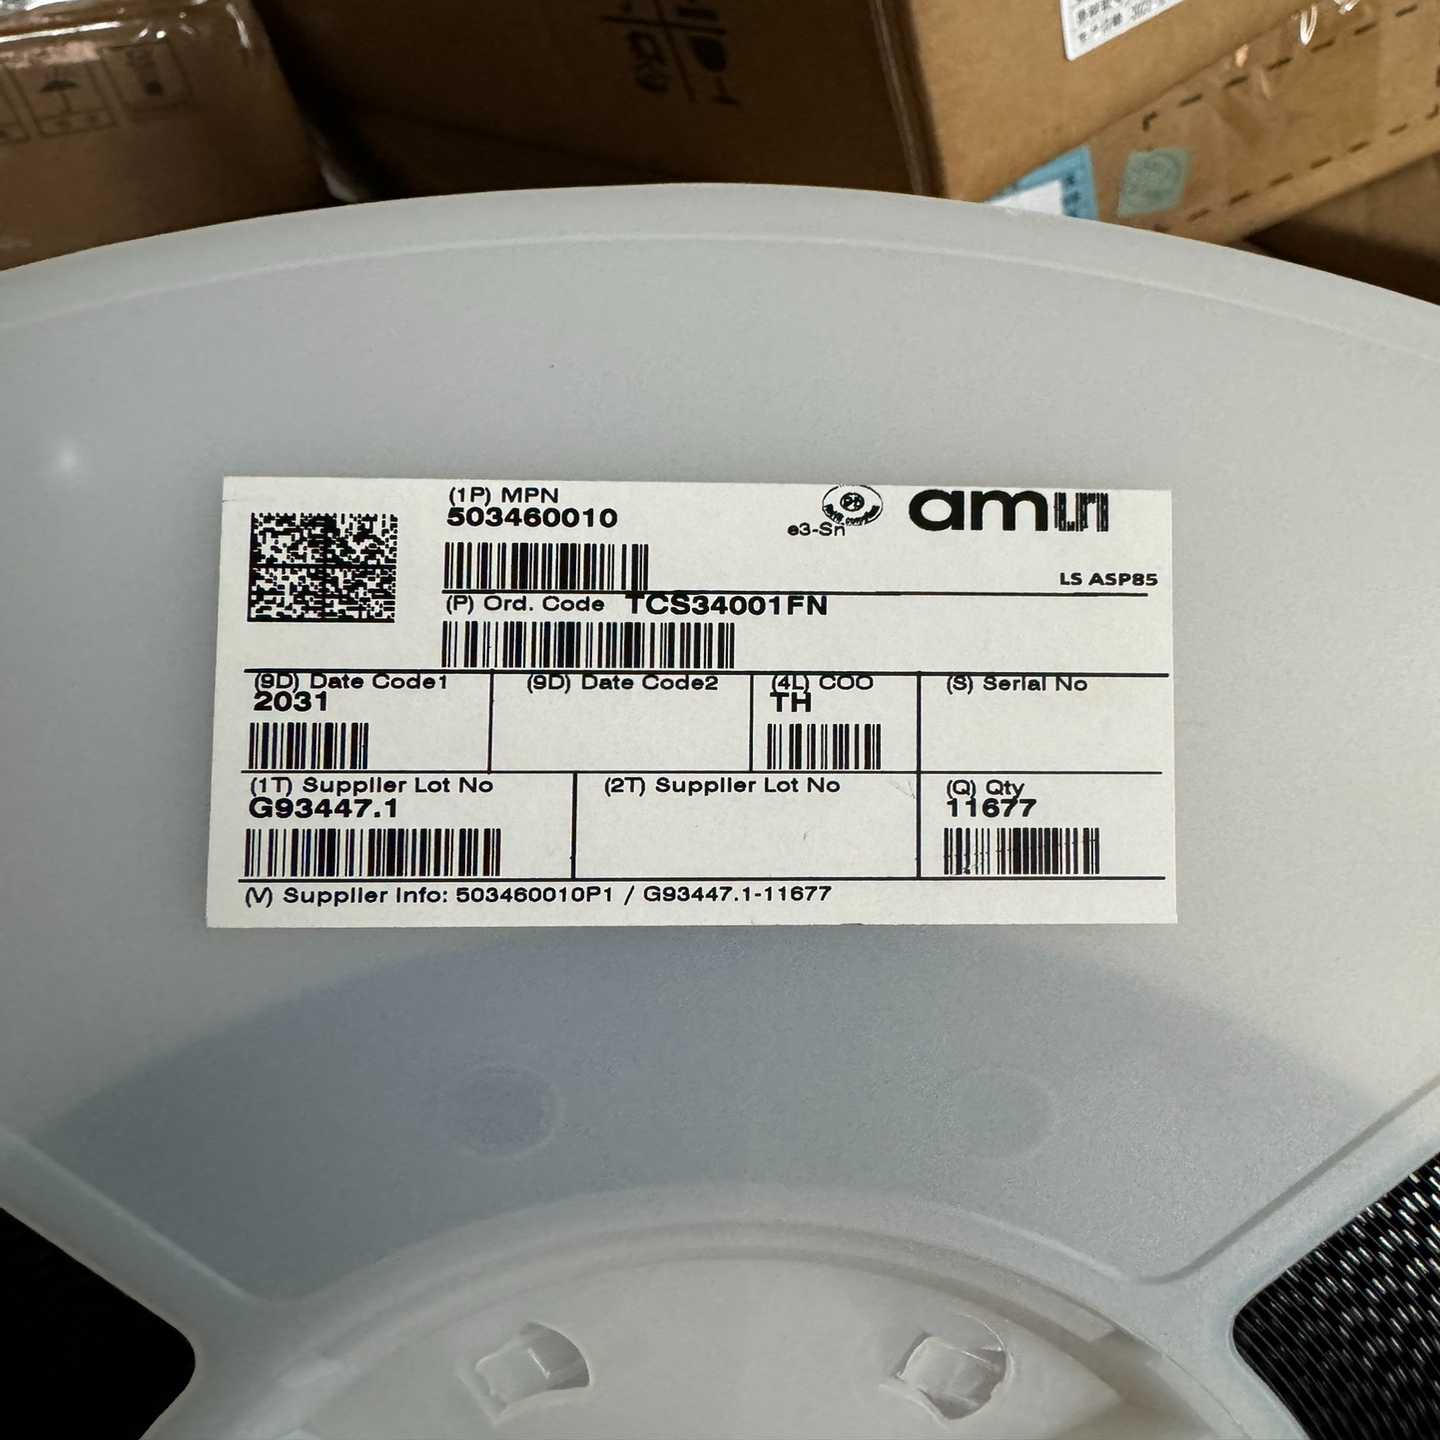 (1P) MPN
503460010
e3-Sn
am
LS ASP85
(P) Ord. Code TCS34001FN
(9D) Date Code1
2031
(9D) Date Code2
(4L) COO
TH
(S) Serial No
(1T) Supplier Lot No
G93447.1
(2T) Supplier Lot No
(Q) Qty
11677
(V) Supplier Info: 503460010P1 / G93447.1-11677